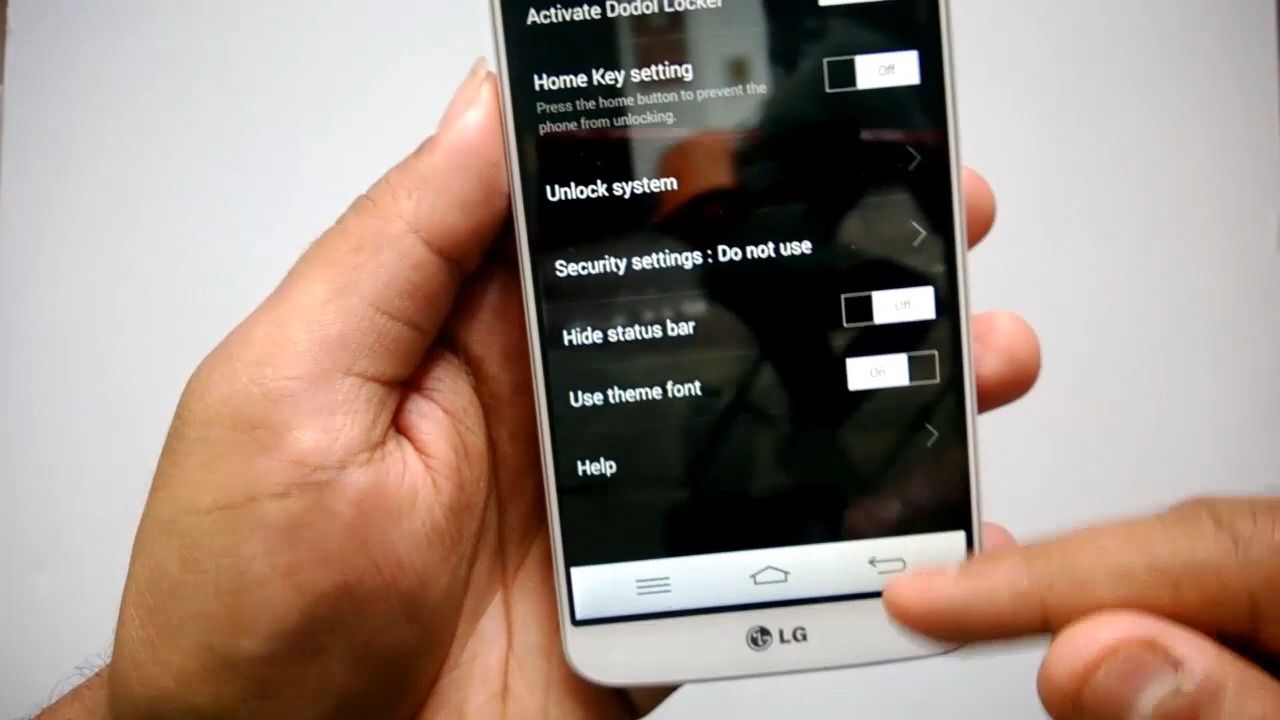 Activate Dodol Locker
Home Key setting
Off
Press the home button to prevent the
phone from unlocking.
Unlock system
Security settings : Do not use
Off
Hide status bar
On
Use theme font
Help
LG